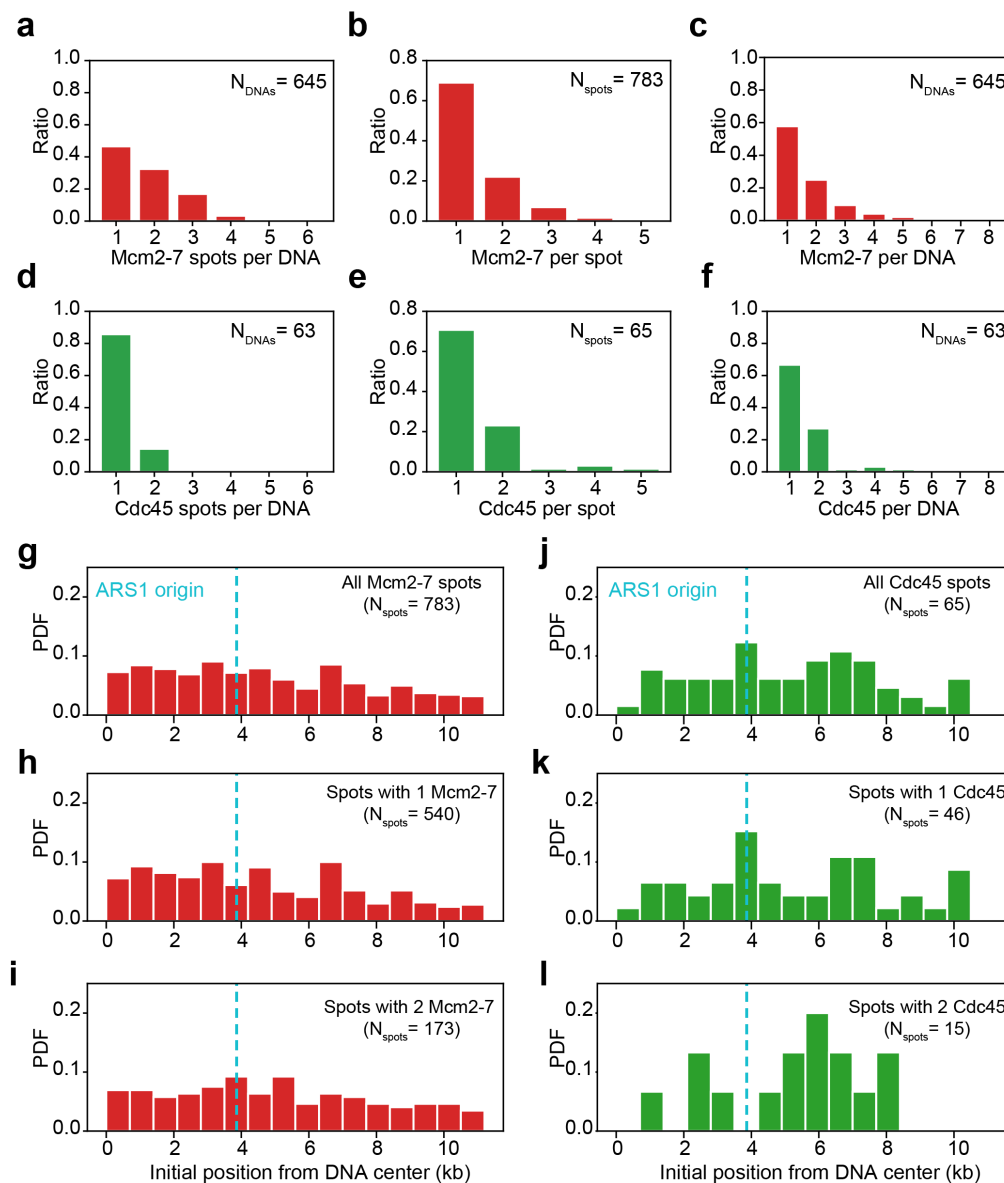 a
1.0
0.8
0.6
0.4
0.2
0.0
Ratio
N_DNAs = 645
1 2 3 4 5 6
Mcm2-7 spots per DNA
b
0.8
0.6
0.4
0.2
0.0
Ratio
N_spots = 783
1 2 3 4 5
Mcm2-7 per spot
c
1.0
0.8
0.6
0.4
0.2
0.0
Ratio
N_DNAs = 645
1 2 3 4 5 6 7 8
Mcm2-7 per DNA
d
1.0
0.8
0.6
0.4
0.2
0.0
Ratio
N_DNAs = 63
1 2 3 4 5 6
Cdc45 spots per DNA
e
0.8
0.6
0.4
0.2
0.0
Ratio
N_spots = 65
1 2 3 4 5
Cdc45 per spot
f
1.0
0.8
0.6
0.4
0.2
0.0
Ratio
N_DNAs = 63
1 2 3 4 5 6 7 8
Cdc45 per DNA
g
0.2
0.1
0.0
PDF
ARS1 origin
All Mcm2-7 spots
(N_spots = 783)
0 2 4 6 8 10
j
0.2
0.1
0.0
PDF
ARS1 origin
All Cdc45 spots
(N_spots = 65)
0 2 4 6 8 10
h
0.2
0.1
0.0
PDF
Spots with 1 Mcm2-7
(N_spots = 540)
0 2 4 6 8 10
k
0.2
0.1
0.0
PDF
Spots with 1 Cdc45
(N_spots = 46)
0 2 4 6 8 10
i
0.2
0.1
0.0
PDF
Spots with 2 Mcm2-7
(N_spots = 173)
0 2 4 6 8 10
Initial position from DNA center (kb)
l
0.2
0.1
0.0
PDF
Spots with 2 Cdc45
(N_spots = 15)
0 2 4 6 8 10
Initial position from DNA center (kb)